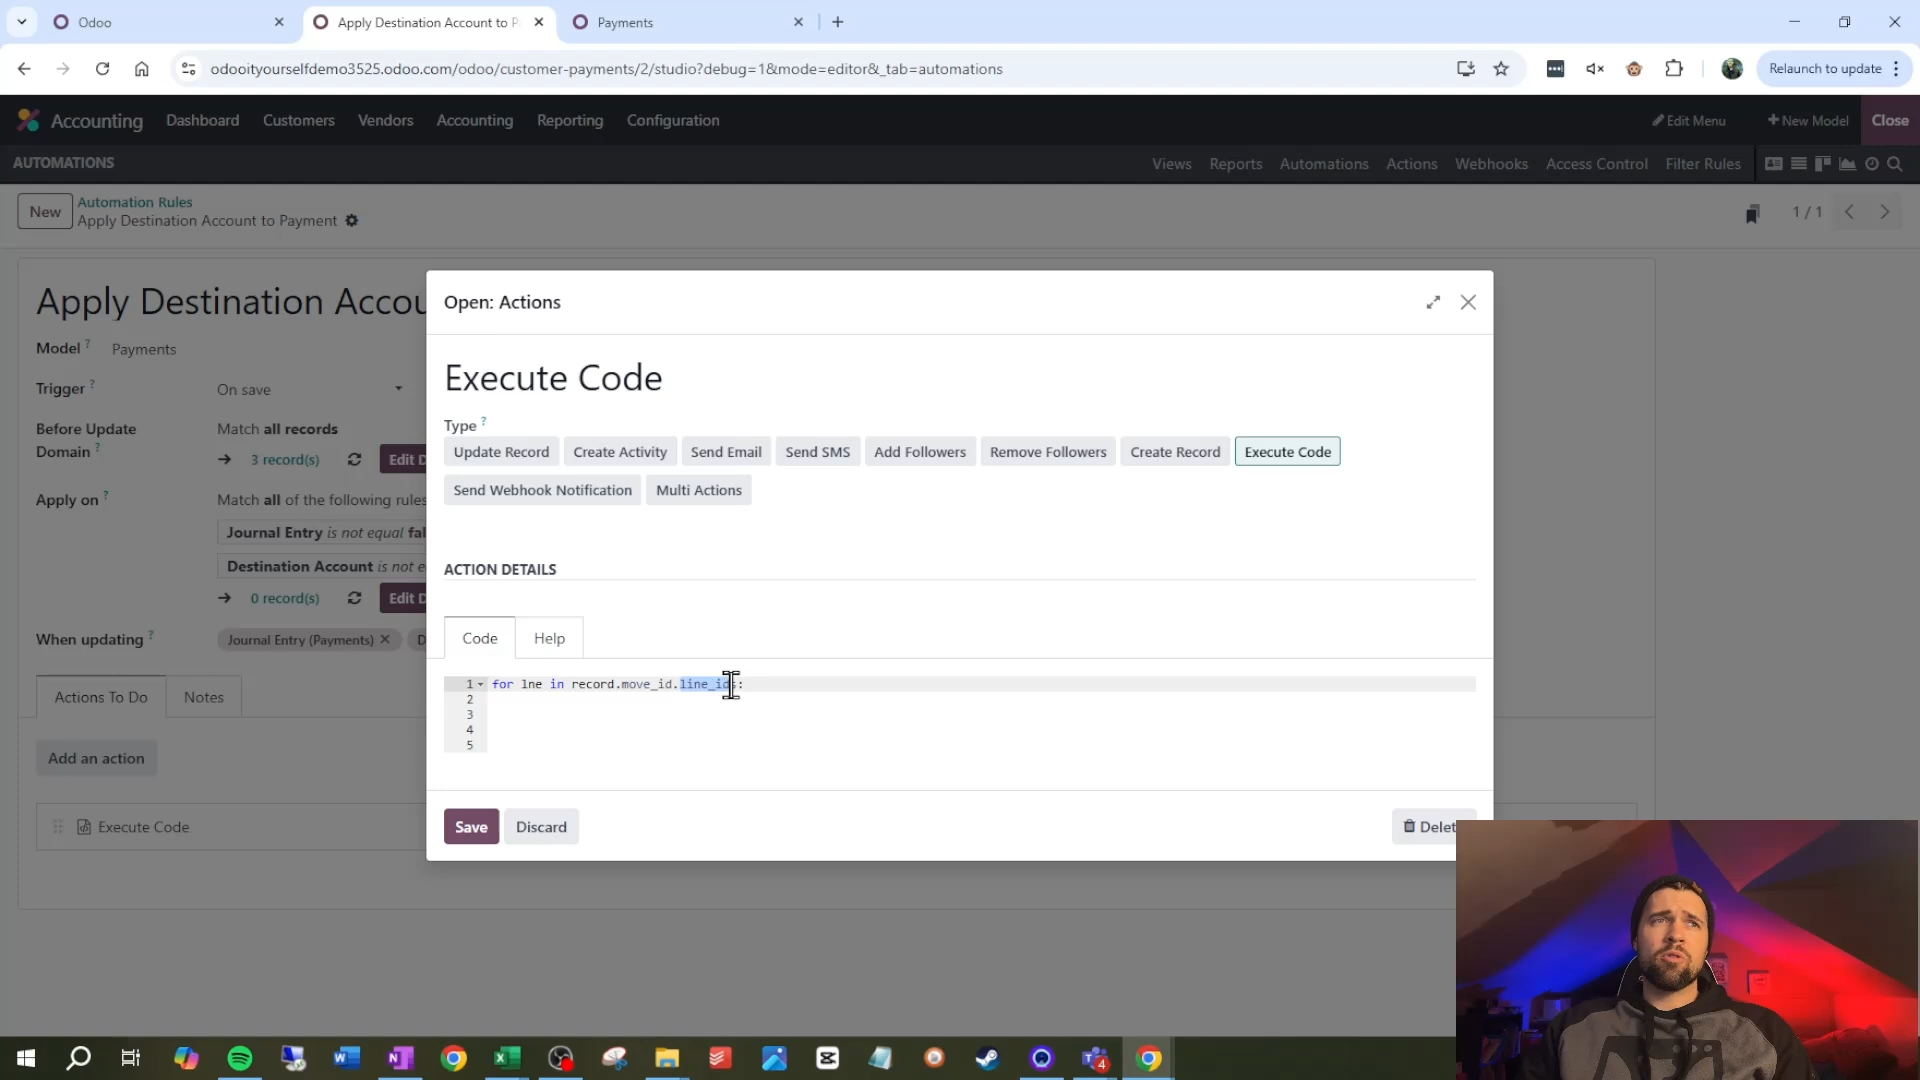 Odoo
Apply Destination Account to P
Payments
odooityourselfdemo3525.odoo.com/odoo/customer-payments/2/studio?debug=1&mode=editor&_tab=automations
Relaunch to update
Accounting Dashboard Customers Vendors Accounting Reporting Configuration
Edit Menu
New Model
Close
AUTOMATIONS
Views Reports Automations Actions Webhooks Access Control Filter Rules
New
Automation Rules
Apply Destination Account to Payment
1 / 1
Apply Destination Accou
Model ?
Payments
Trigger ?
On save
Before Update
Domain ?
Match all records
3 record(s)
Edit D
Apply on ?
Match all of the following rules
Journal Entry is not equal fal
Destination Account is not e
0 record(s)
Edit D
When updating ?
Journal Entry (Payments)
D
Actions To Do
Notes
Add an action
Execute Code
Open: Actions
Execute Code
Type ?
Update Record Create Activity Send Email Send SMS Add Followers Remove Followers Create Record Execute Code
Send Webhook Notification Multi Actions
ACTION DETAILS
Code
Help
1 for lne in record.move_id.line_ids:
2
3
4
5
Save
Discard
Delet
4